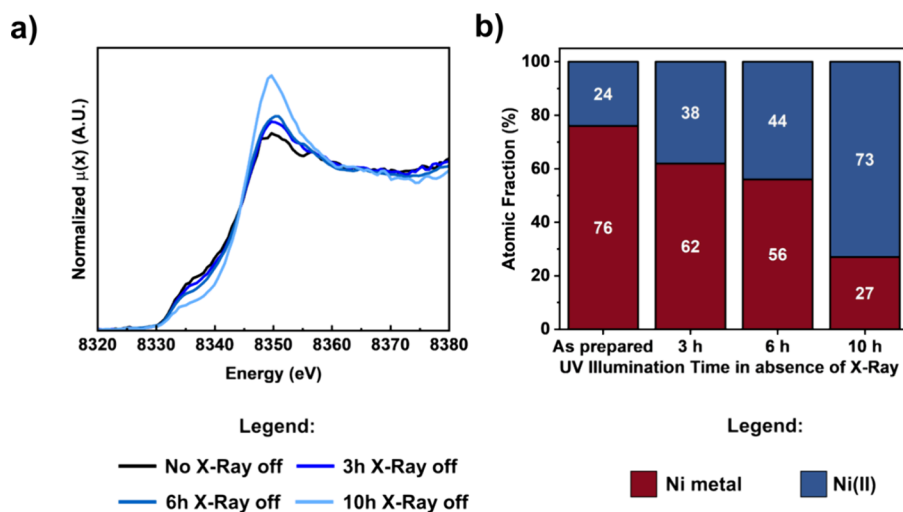 a)
Normalized μ(x) (A.U.)
8320 8330 8340 8350 8360 8370 8380
Energy (eV)
Legend:
No X-Ray off 3h X-Ray off
6h X-Ray off 10h X-Ray off
b)
Atomic Fraction (%)
100
80
60
40
20
0
24 38 44 73
76 62 56 27
As prepared 3 h 6 h 10 h
UV Illumination Time in absence of X-Ray
Legend:
Ni metal Ni(II)